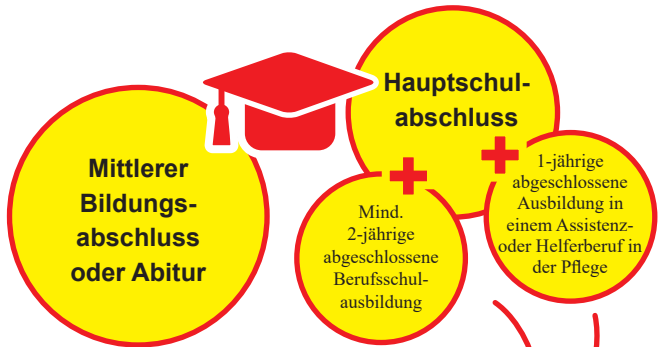 Mittlerer
Bildungs-
abschluss
oder Abitur
Hauptschul-
abschluss
+
Mind.
2-jährige
abgeschlossene
Berufsschul-
ausbildung
+
1-jährige
abgeschlossene
Ausbildung in
einem Assistenz-
oder Helferberuf in
der Pflege